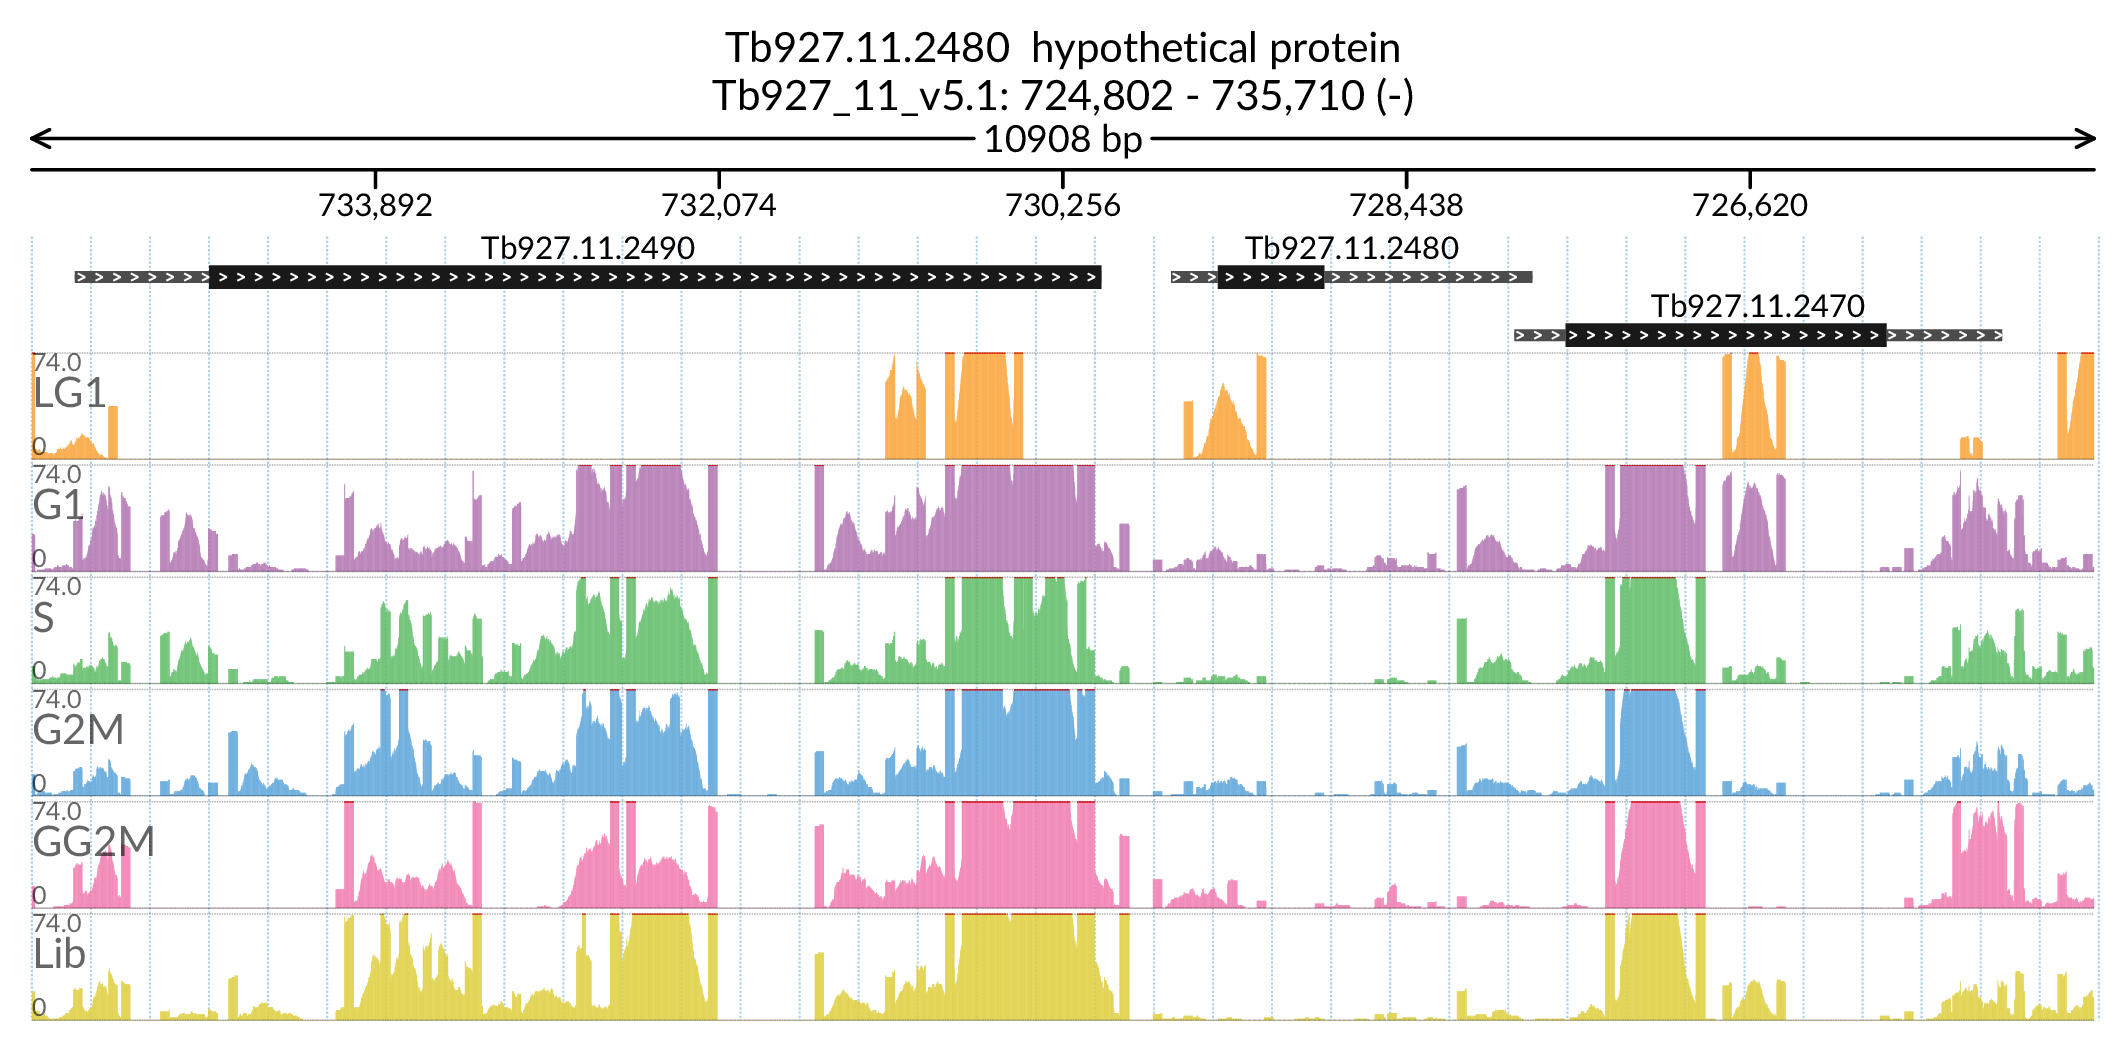 Tb927.11.2480 hypothetical protein
Tb927_11_v5.1: 724,802 - 735,710 (-)
10908 bp
733,892 732,074 730,256 728,438 726,620
Tb927.11.2490 Tb927.11.2480
Tb927.11.2470
74.0
LG1
0
74.0
G1
0
74.0
S
0
74.0
G2M
0
74.0
GG2M
0
74.0
Lib
0